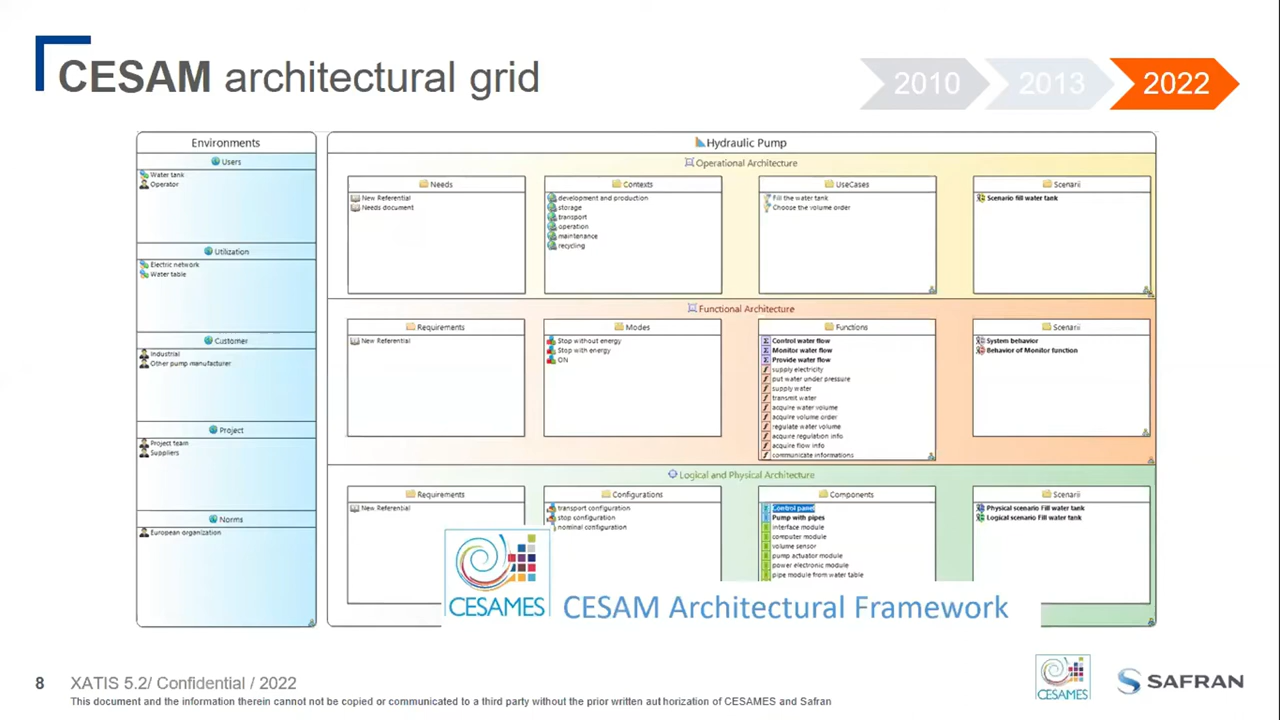 CESAM architectural grid
2010
2013
2022
Environments
Users
Water tank
Operator
Utilization
Electric network
Water table
Customer
Industrial
Other pump manufacturer
Project
Project team
Suppliers
Norms
European organization
Hydraulic Pump
Operational Architecture
Needs
New Referential
Needs document
Contexts
development and production
storage
transport
operation
maintenance
recycling
UseCases
Fill the water tank
Choose the volume order
Scenarii
Scenario fill water tank
Functional Architecture
Requirements
New Referential
Modes
Stop without energy
Stop with energy
ON
Functions
Control water flow
Monitor water flow
Provide water flow
supply electricity
put water under pressure
supply water
transmit water
acquire water volume
acquire volume order
regulate water volume
acquire regulation info
acquire flow info
communicate informations
Scenarii
System behavior
Behavior of Monitor function
Logical and Physical Architecture
Requirements
New Referential
Configurations
transport configuration
stop configuration
nominal configuration
Components
Control panel
Pump with pipes
interface module
computer module
volume sensor
pump actuator module
power electronic module
pipe module from water table
Scenarii
Physical scenario Fill water tank
Logical scenario Fill water tank
CESAMES
CESAM Architectural Framework
8
XATIS 5.2/ Confidential / 2022
This document and the information therein cannot not be copied or communicated to a third party without the prior written aut horization of CESAMES and Safran
CESAMES
SAFRAN